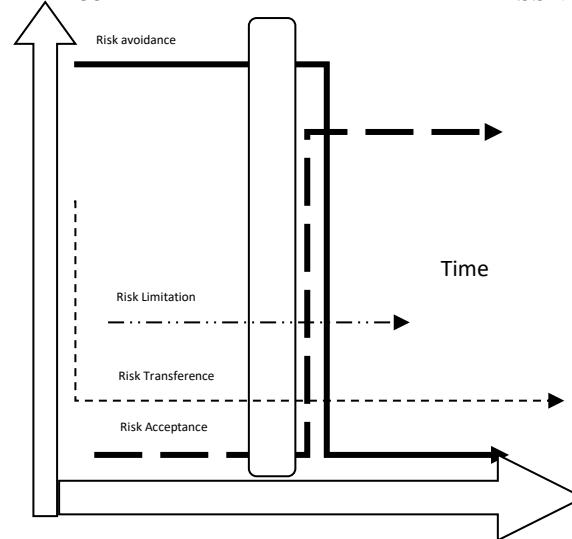 Risk avoidance
Time
Risk Limitation
Risk Transference
Risk Acceptance